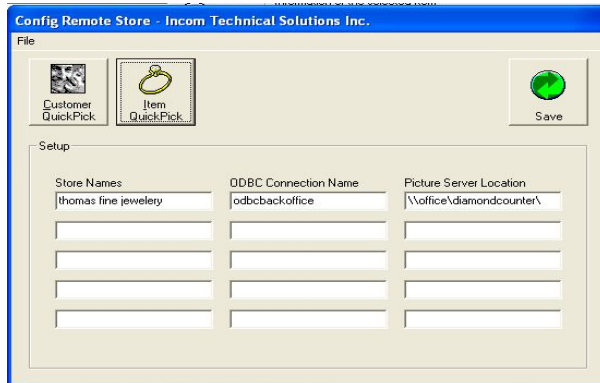 Config Remote Store - Incom Technical Solutions Inc.
File
Customer QuickPick
Item QuickPick
Save
Setup
Store Names ODBC Connection Name Picture Server Location
thomas fine jewelery odbcbackoffice \\office\diamondcounter\